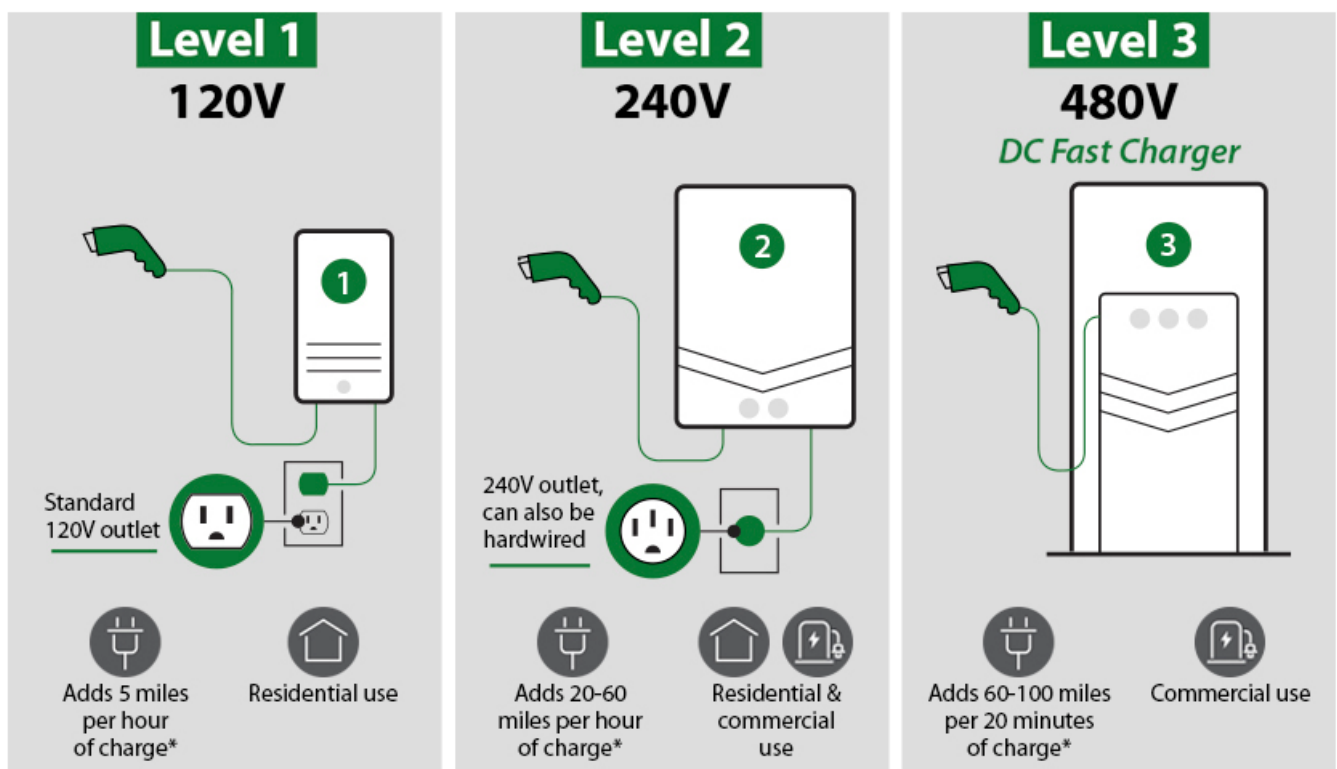 Level 1
120V
1
Standard
120V outlet
Adds 5 miles
per hour
of charge*
Residential use
Level 2
240V
2
240V outlet,
can also be
hardwired
Adds 20-60
miles per hour
of charge*
Residential &
commercial
use
Level 3
480V
DC Fast Charger
3
Adds 60-100 miles
per 20 minutes
of charge*
Commercial use